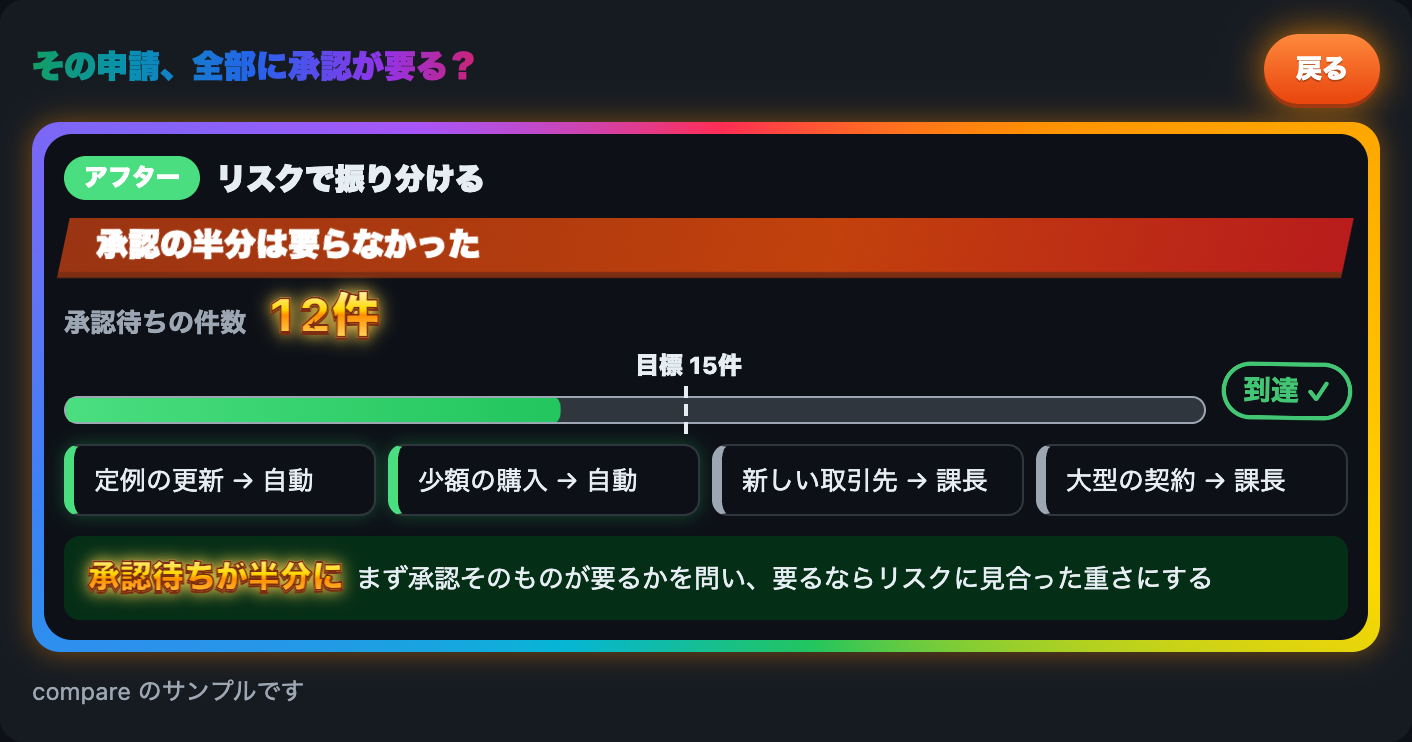 その申請、全部に承認が要る？
戻る
アフター リスクで振り分ける
承認の半分は要らなかった
承認待ちの件数 12件
目標 15件
到達 ✓
定例の更新 → 自動
少額の購入 → 自動
新しい取引先 → 課長
大型の契約 → 課長
承認待ちが半分に まず承認そのものが要るかを問い、要るならリスクに見合った重さにする
compare のサンプルです